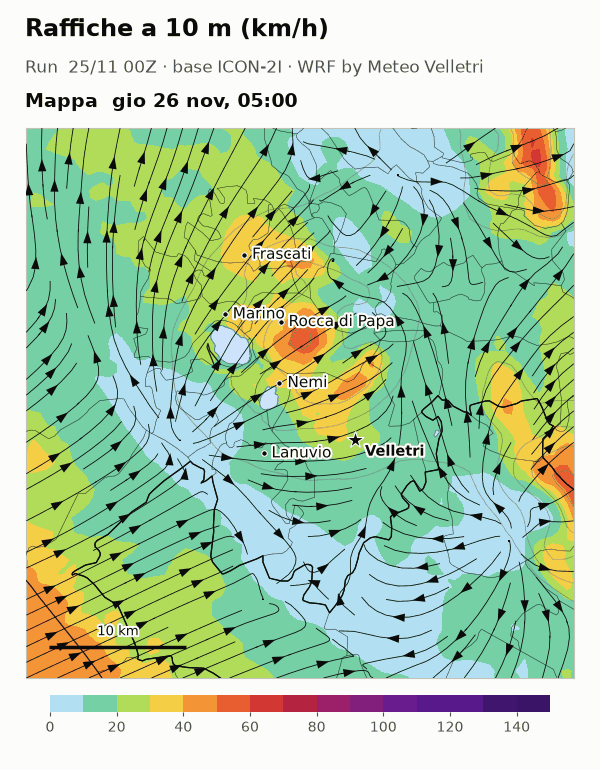 Raffiche a 10 m (km/h)
Run  25/11 00Z · base ICON-2I · WRF by Meteo Velletri
Mappa  gio 26 nov, 05:00
Frascati
Marino
Rocca di Papa
Nemi
Velletri
Lanuvio
10 km
0 20 40 60 80 100 120 140